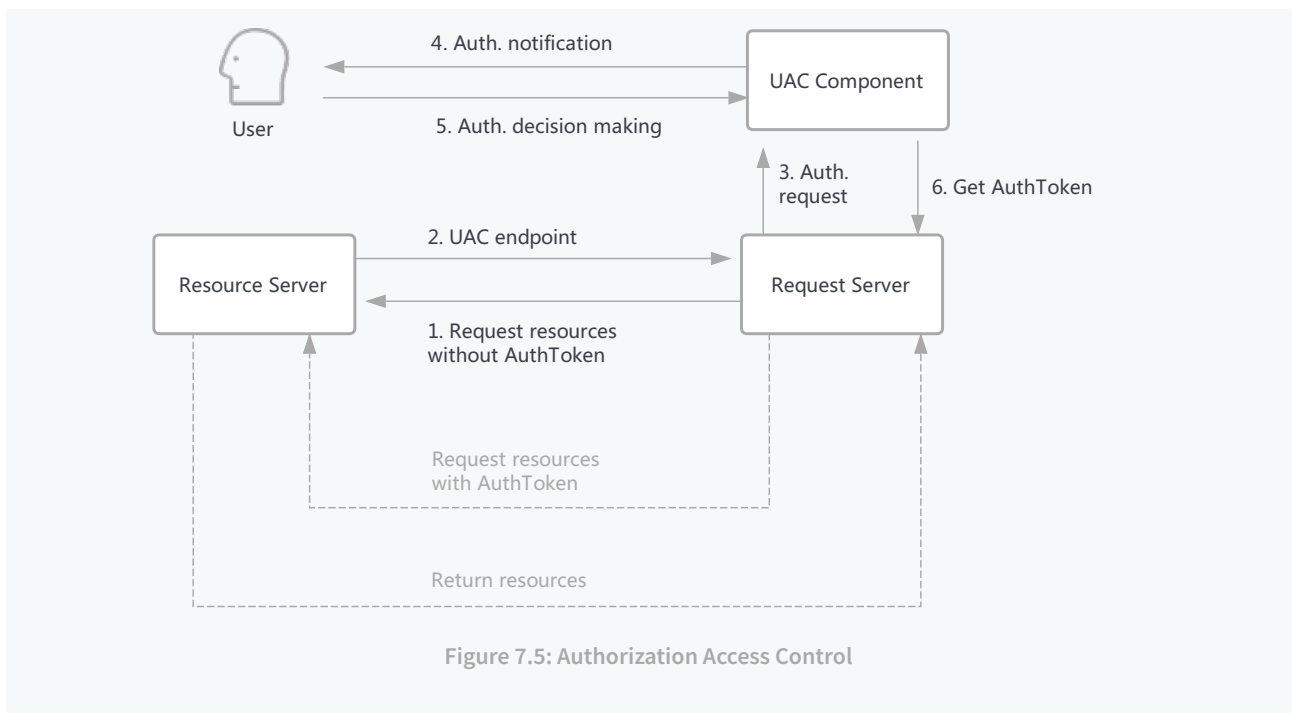 4. Auth. notification
UAC Component
User
5. Auth. decision making
3. Auth.
request
6. Get AuthToken
2. UAC endpoint
Resource Server
Request Server
1. Request resources
without AuthToken
Request resources
with AuthToken
Return resources
Figure 7.5: Authorization Access Control